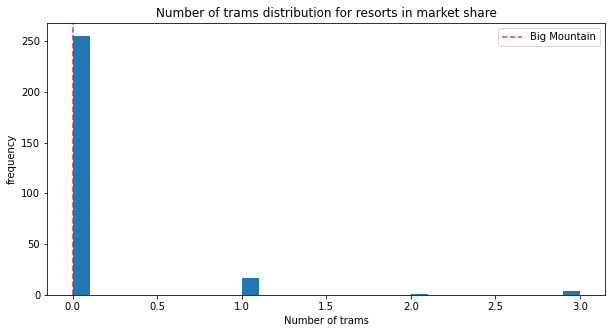 Number of trams distribution for resorts in market share
Big Mountain
frequency
250
200
150
100
50
0
0.0 0.5 1.0 1.5 2.0 2.5 3.0
Number of trams